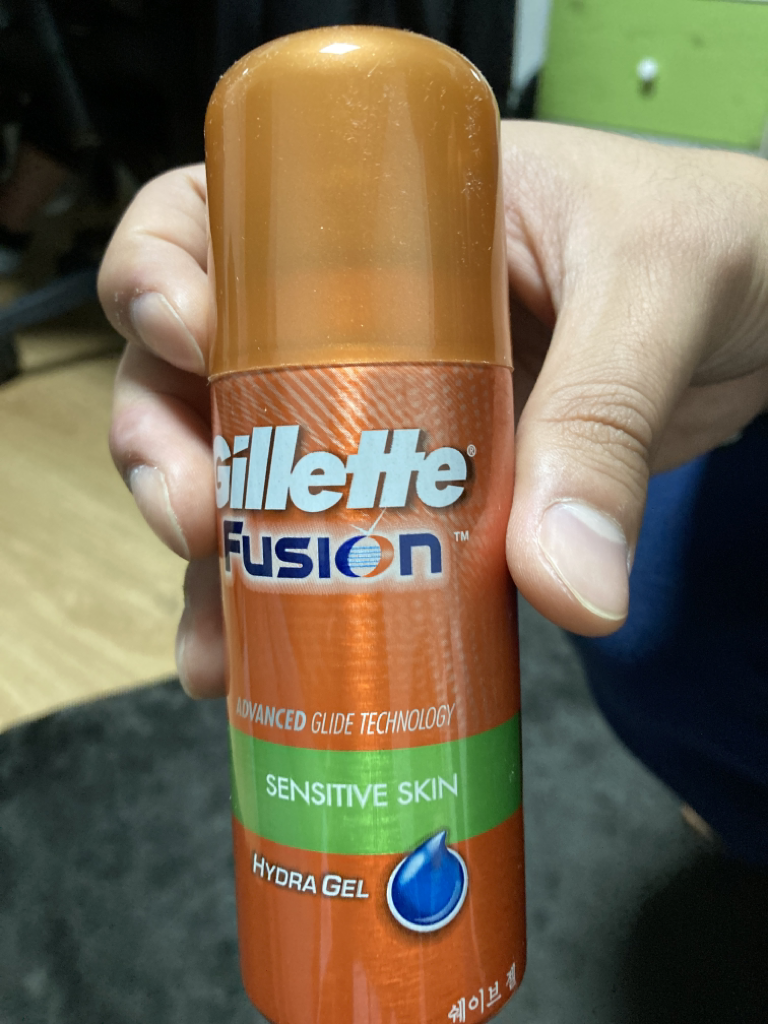 Gillette®
Fusion™
ADVANCED GLIDE TECHNOLOGY
SENSITIVE SKIN
HYDRA GEL
쉐이브 젤